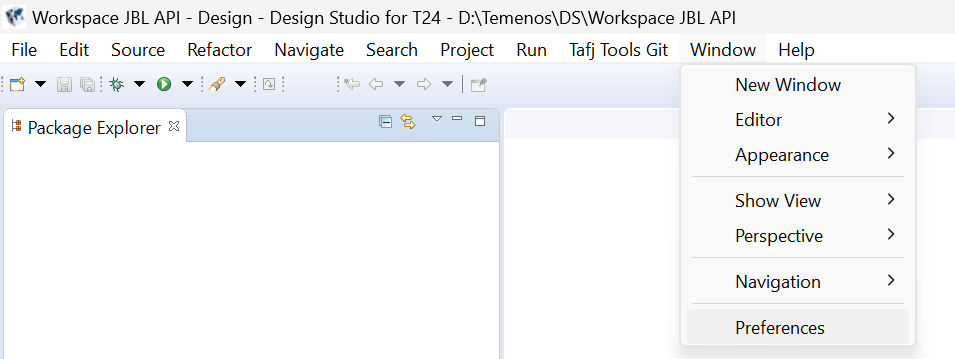 Workspace JBL API - Design - Design Studio for T24 - D:\Temenos\DS\Workspace JBL API
File Edit Source Refactor Navigate Search Project Run Tafj Tools Git Window Help
Package Explorer
New Window
Editor
Appearance
Show View
Perspective
Navigation
Preferences